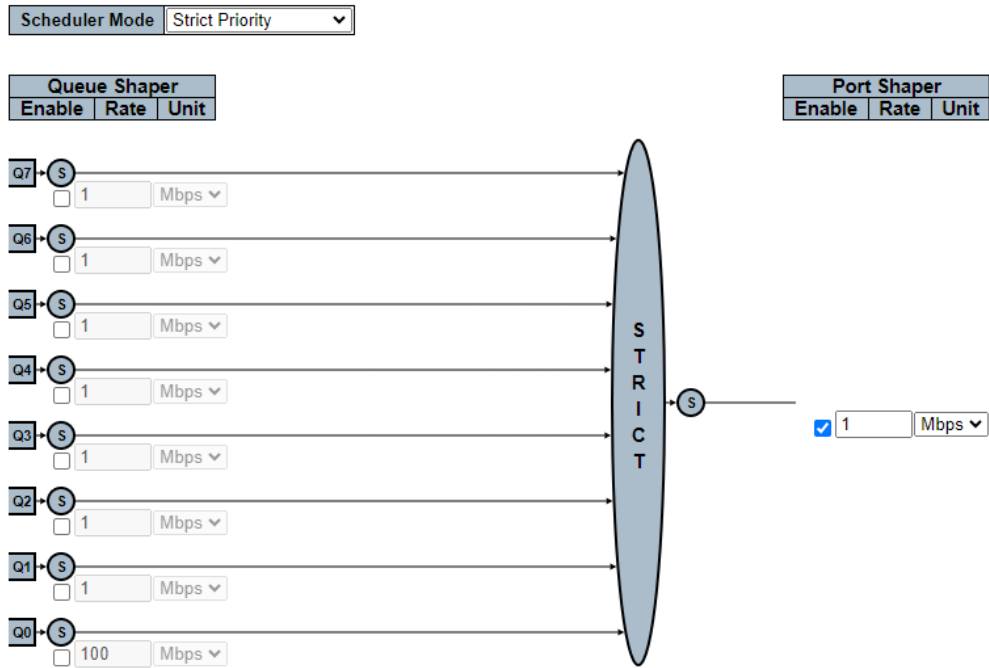 Scheduler Mode Strict Priority
Queue Shaper
Enable Rate Unit
Port Shaper
Enable Rate Unit
Q7 S
1 Mbps
Q6 S
1 Mbps
Q5 S
1 Mbps
Q4 S
1 Mbps
Q3 S
1 Mbps
Q2 S
1 Mbps
Q1 S
1 Mbps
Q0 S
100 Mbps
S
T
R
I
C
T
S
1 Mbps